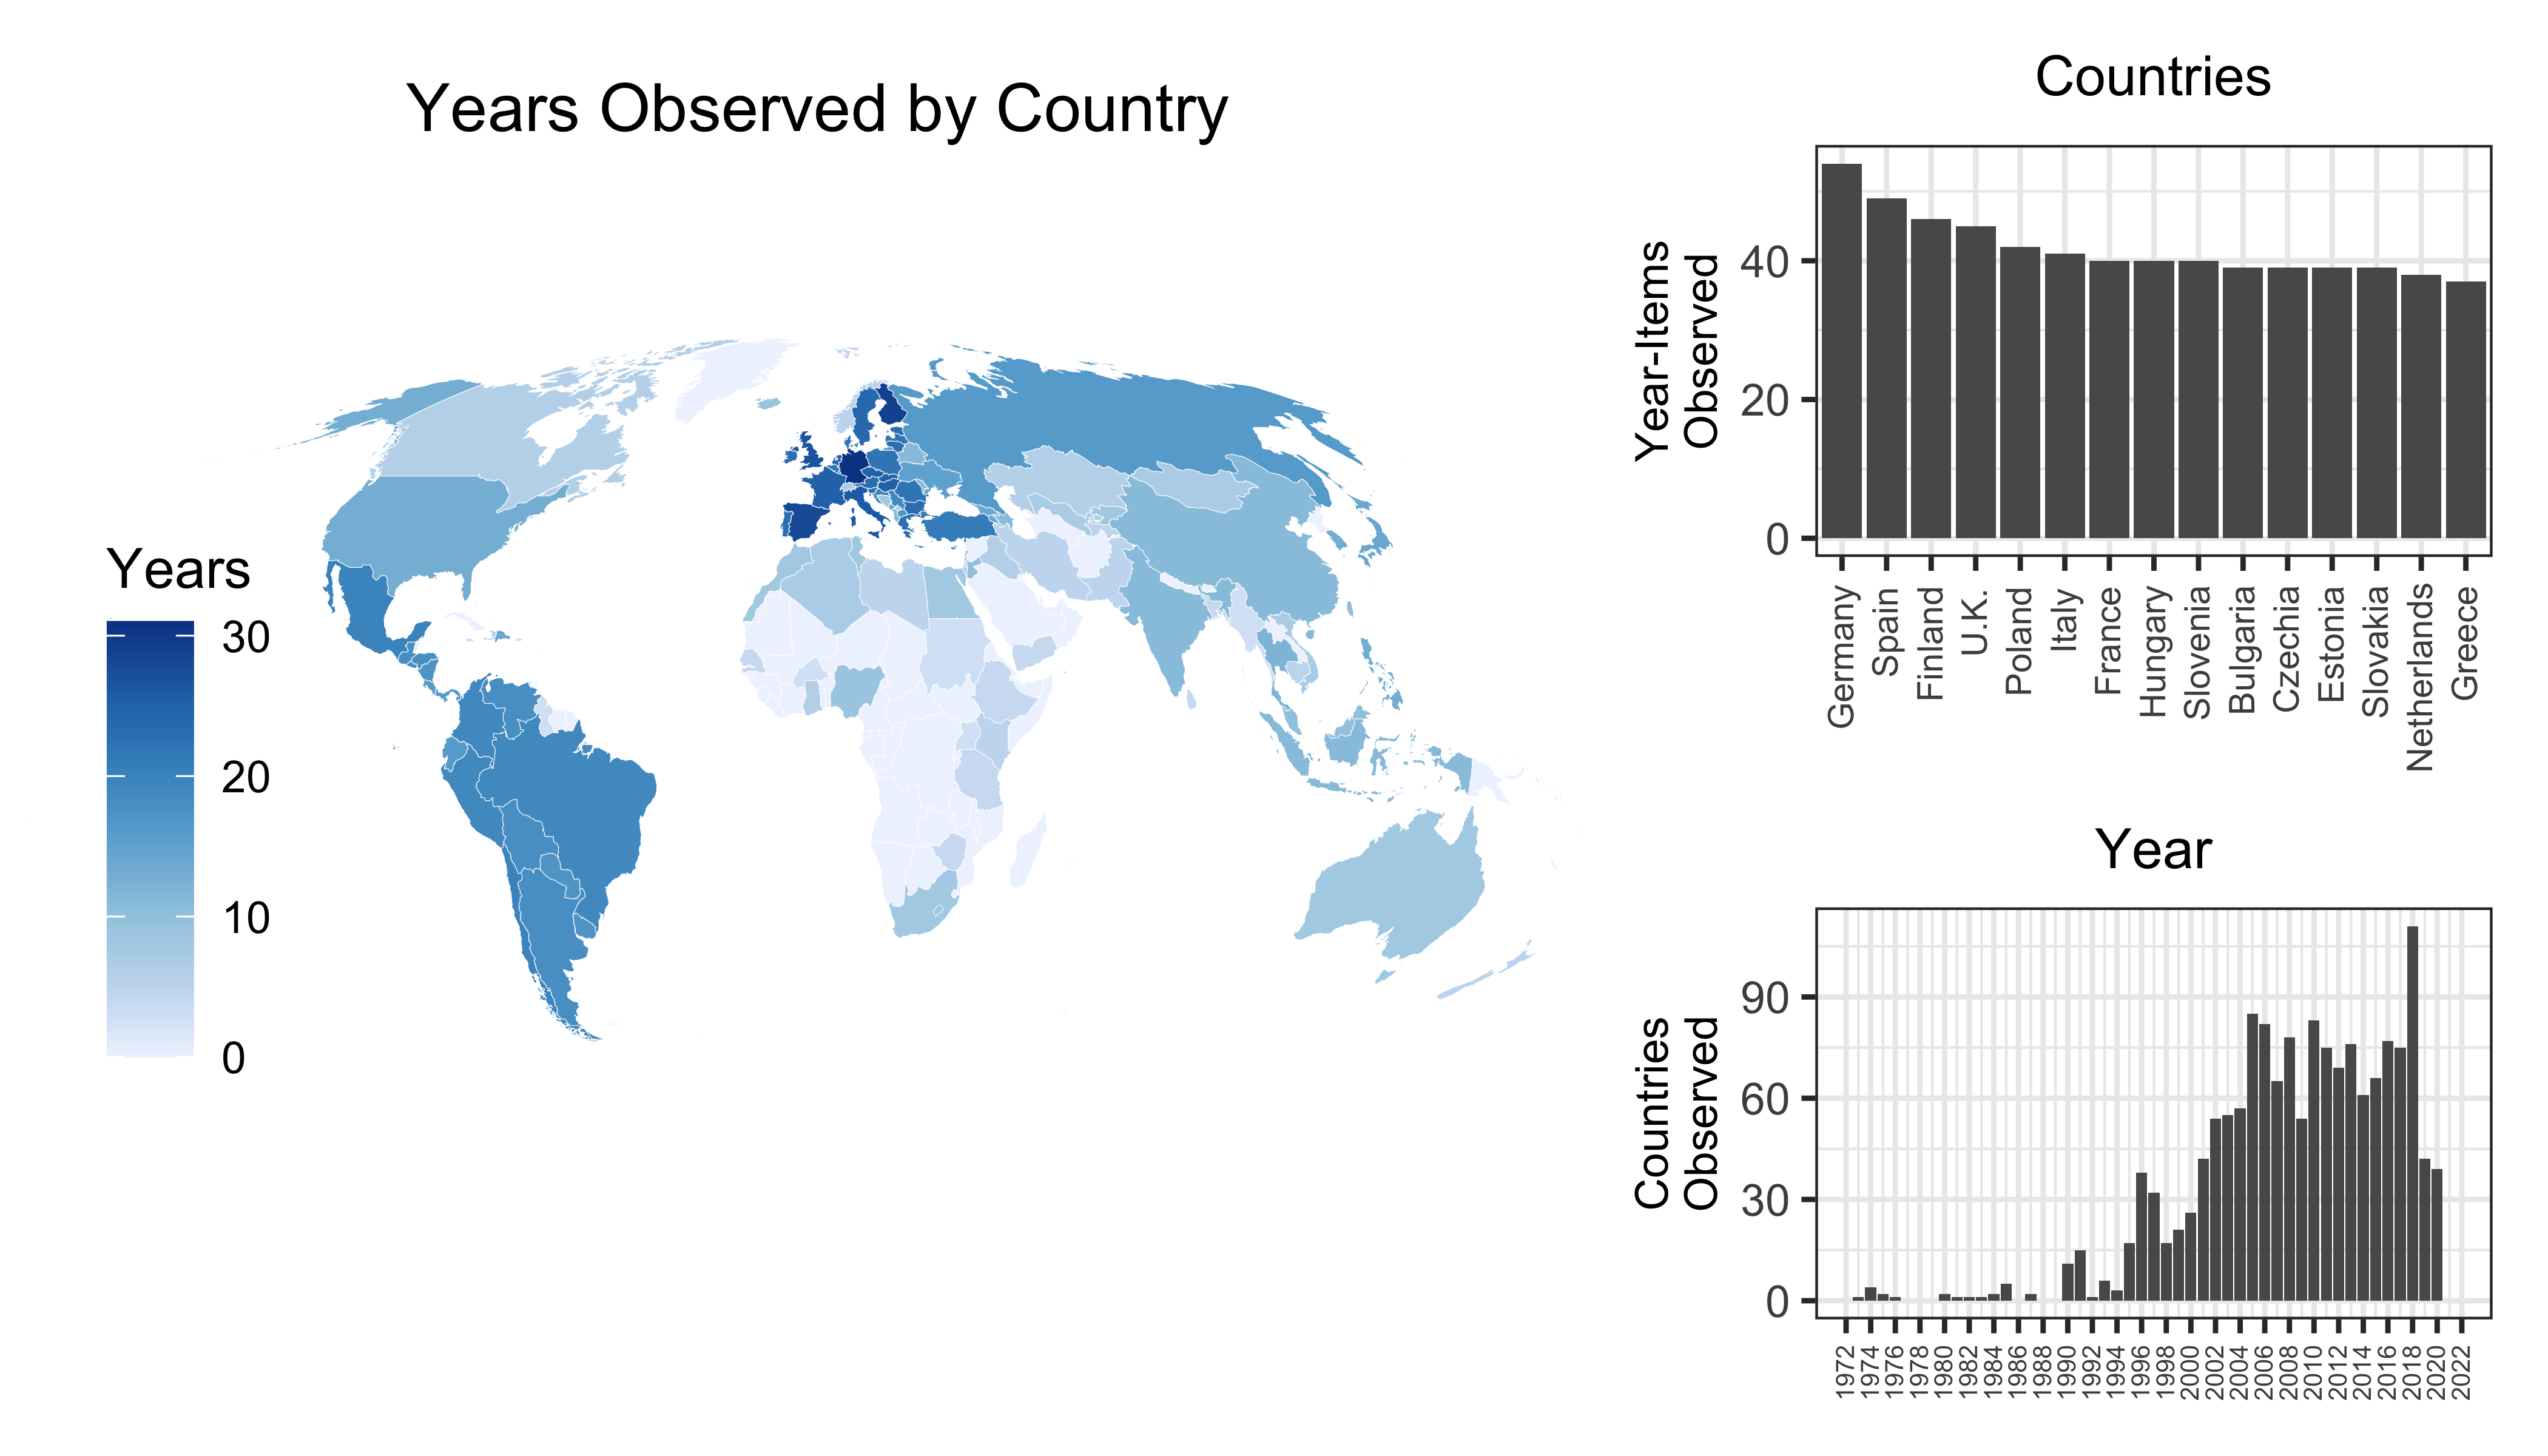 Years Observed by Country
Years
30
20
10
0
Countries
Year-Items
Observed
40
20
0
Germany
Spain
Finland
U.K.
Poland
Italy
France
Hungary
Slovenia
Bulgaria
Czechia
Estonia
Slovakia
Netherlands
Greece
Year
Countries
Observed
90
60
30
0
1972
1974
1976
1978
1980
1982
1984
1986
1988
1990
1992
1994
1996
1998
2000
2002
2004
2006
2008
2010
2012
2014
2016
2018
2020
2022